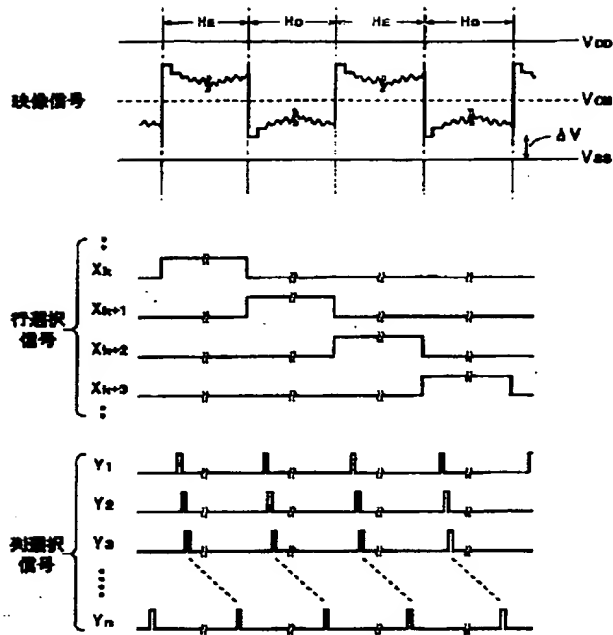 HE HO HE HO
VDD
映像信号
VCM
ΔV
VSS
Xk
Xk+1
行選択
信号
Xk+2
Xk+3
Y1
Y2
列選択
信号
Y3
Yn